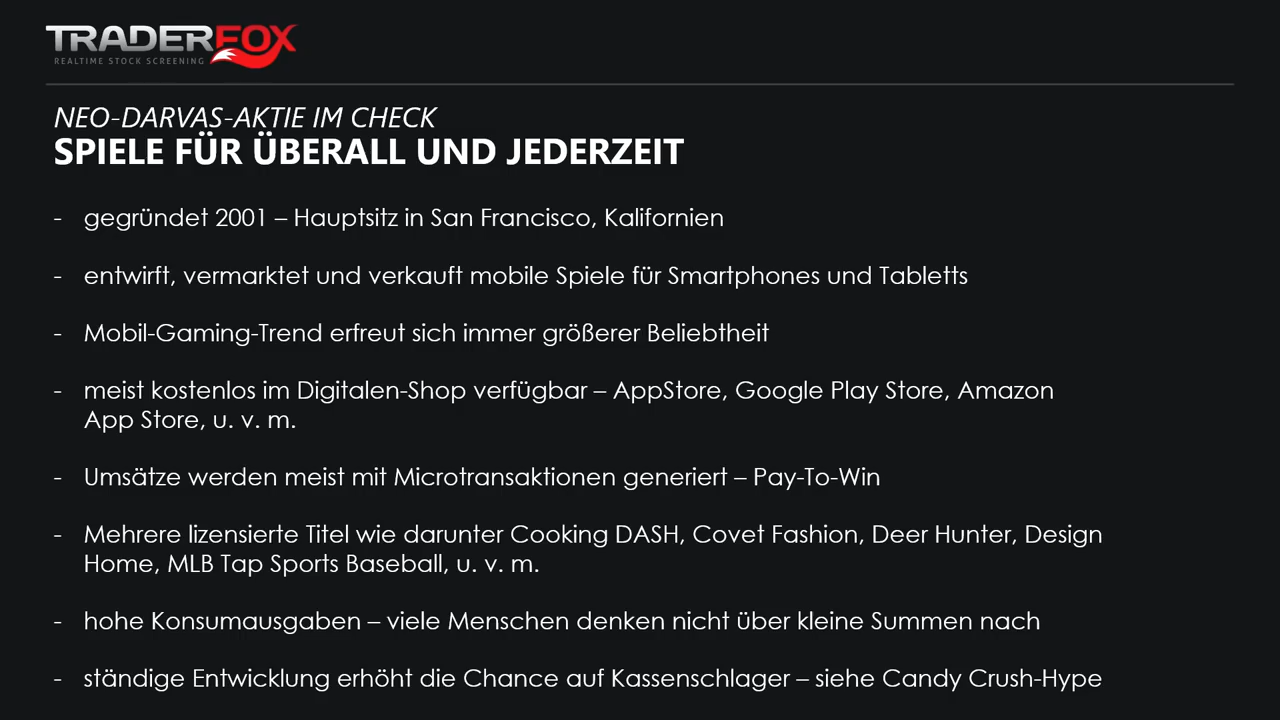 TRADERFOX
REALTIME STOCK SCREENING
NEO-DARVAS-AKTIE IM CHECK
SPIELE FÜR ÜBERALL UND JEDERZEIT
- gegründet 2001 – Hauptsitz in San Francisco, Kalifornien
- entwirft, vermarktet und verkauft mobile Spiele für Smartphones und Tabletts
- Mobil-Gaming-Trend erfreut sich immer größerer Beliebtheit
- meist kostenlos im Digitalen-Shop verfügbar – AppStore, Google Play Store, Amazon
App Store, u. v. m.
- Umsätze werden meist mit Microtransaktionen generiert – Pay-To-Win
- Mehrere lizensierte Titel wie darunter Cooking DASH, Covet Fashion, Deer Hunter, Design
Home, MLB Tap Sports Baseball, u. v. m.
- hohe Konsumausgaben – viele Menschen denken nicht über kleine Summen nach
- ständige Entwicklung erhöht die Chance auf Kassenschlager – siehe Candy Crush-Hype